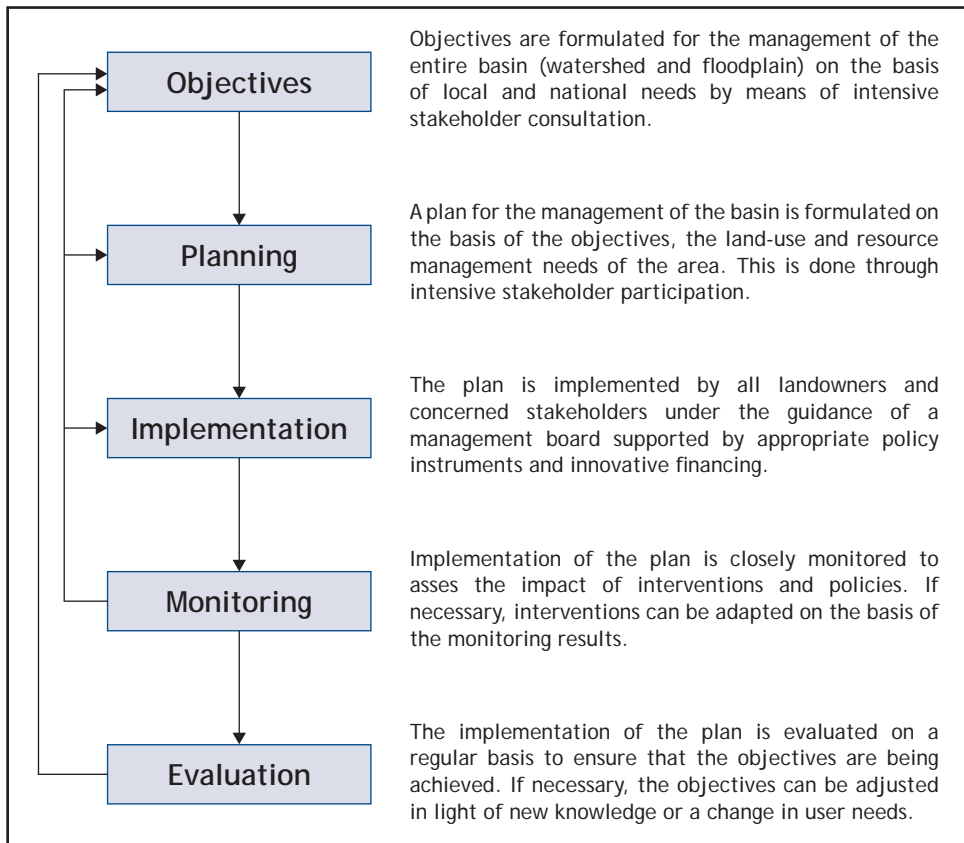 Objectives
Objectives are formulated for the management of the
entire basin (watershed and floodplain) on the basis
of local and national needs by means of intensive
stakeholder consultation.
Planning
A plan for the management of the basin is formulated on
the basis of the objectives, the land-use and resource
management needs of the area. This is done through
intensive stakeholder participation.
Implementation
The plan is implemented by all landowners and
concerned stakeholders under the guidance of a
management board supported by appropriate policy
instruments and innovative financing.
Monitoring
Implementation of the plan is closely monitored to
asses the impact of interventions and policies. If
necessary, interventions can be adapted on the basis of
the monitoring results.
Evaluation
The implementation of the plan is evaluated on a
regular basis to ensure that the objectives are being
achieved. If necessary, the objectives can be adjusted
in light of new knowledge or a change in user needs.